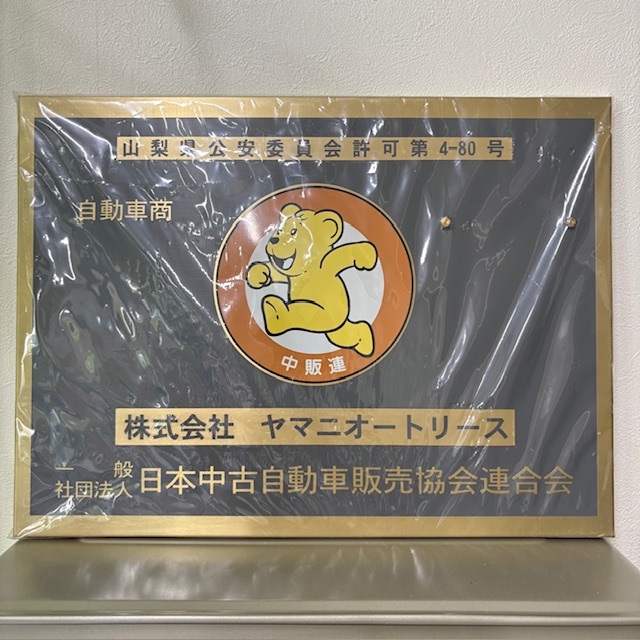 山梨県公安委員会許可第 4-80 号
自動車商
中販連
株式会社 ヤマニオートリース
一般
社団法人 日本中古自動車販売協会連合会